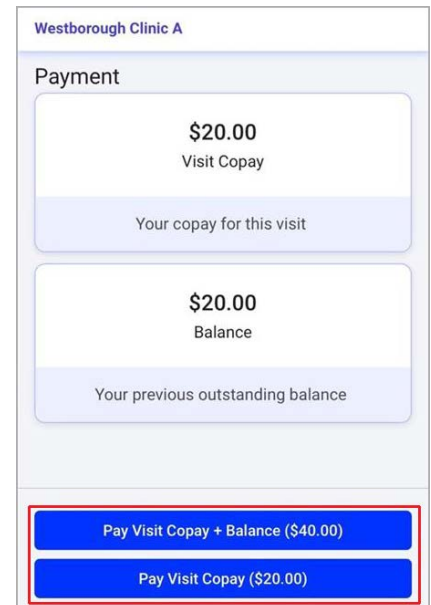 Westborough Clinic A
Payment
$20.00
Visit Copay
Your copay for this visit
$20.00
Balance
Your previous outstanding balance
Pay Visit Copay + Balance ($40.00)
Pay Visit Copay ($20.00)